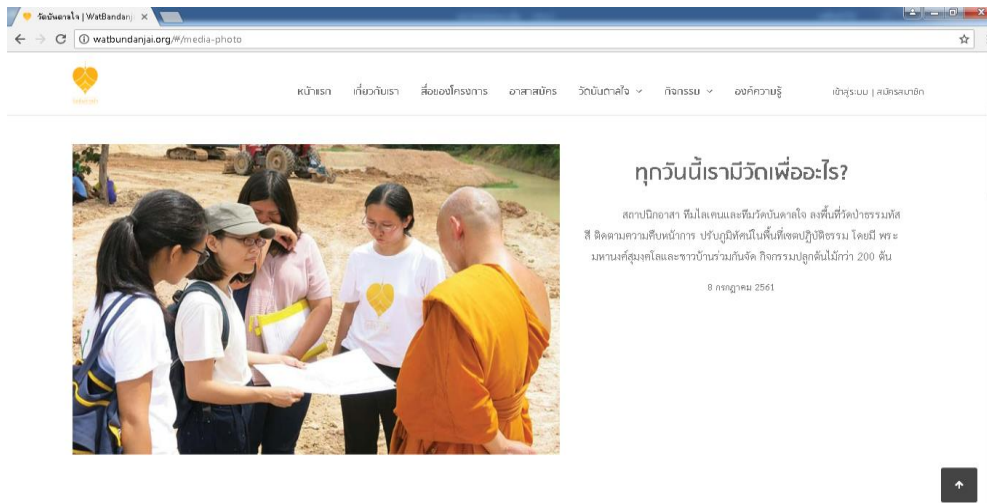 วัดบันดาลใจ | WatBandanj
watbundanjai.org/#/media-photo
หน้าแรก เกี่ยวกับเรา สื่อของโครงการ อาสาสมัคร วัดบันดาลใจ กิจกรรม องค์ความรู้ เข้าสู่ระบบ | สมัครสมาชิก
ทุกวันนี้เรามีวัดเพื่ออะไร?
สถาปนิกอาสา ทีมไลเคนและทีมวัดบันดาลใจ ลงพื้นที่วัดป่าธรรมทัส
สี ติดตามความคืบหน้าการ ปรับภูมิทัศน์ในพื้นที่เขตปฏิบัติธรรม โดยมี พระ
มหานงค์สุมงฺคโลและชาวบ้านร่วมกันจัด กิจกรรมปลูกต้นไม้กว่า 200 ต้น
8 กรกฎาคม 2561